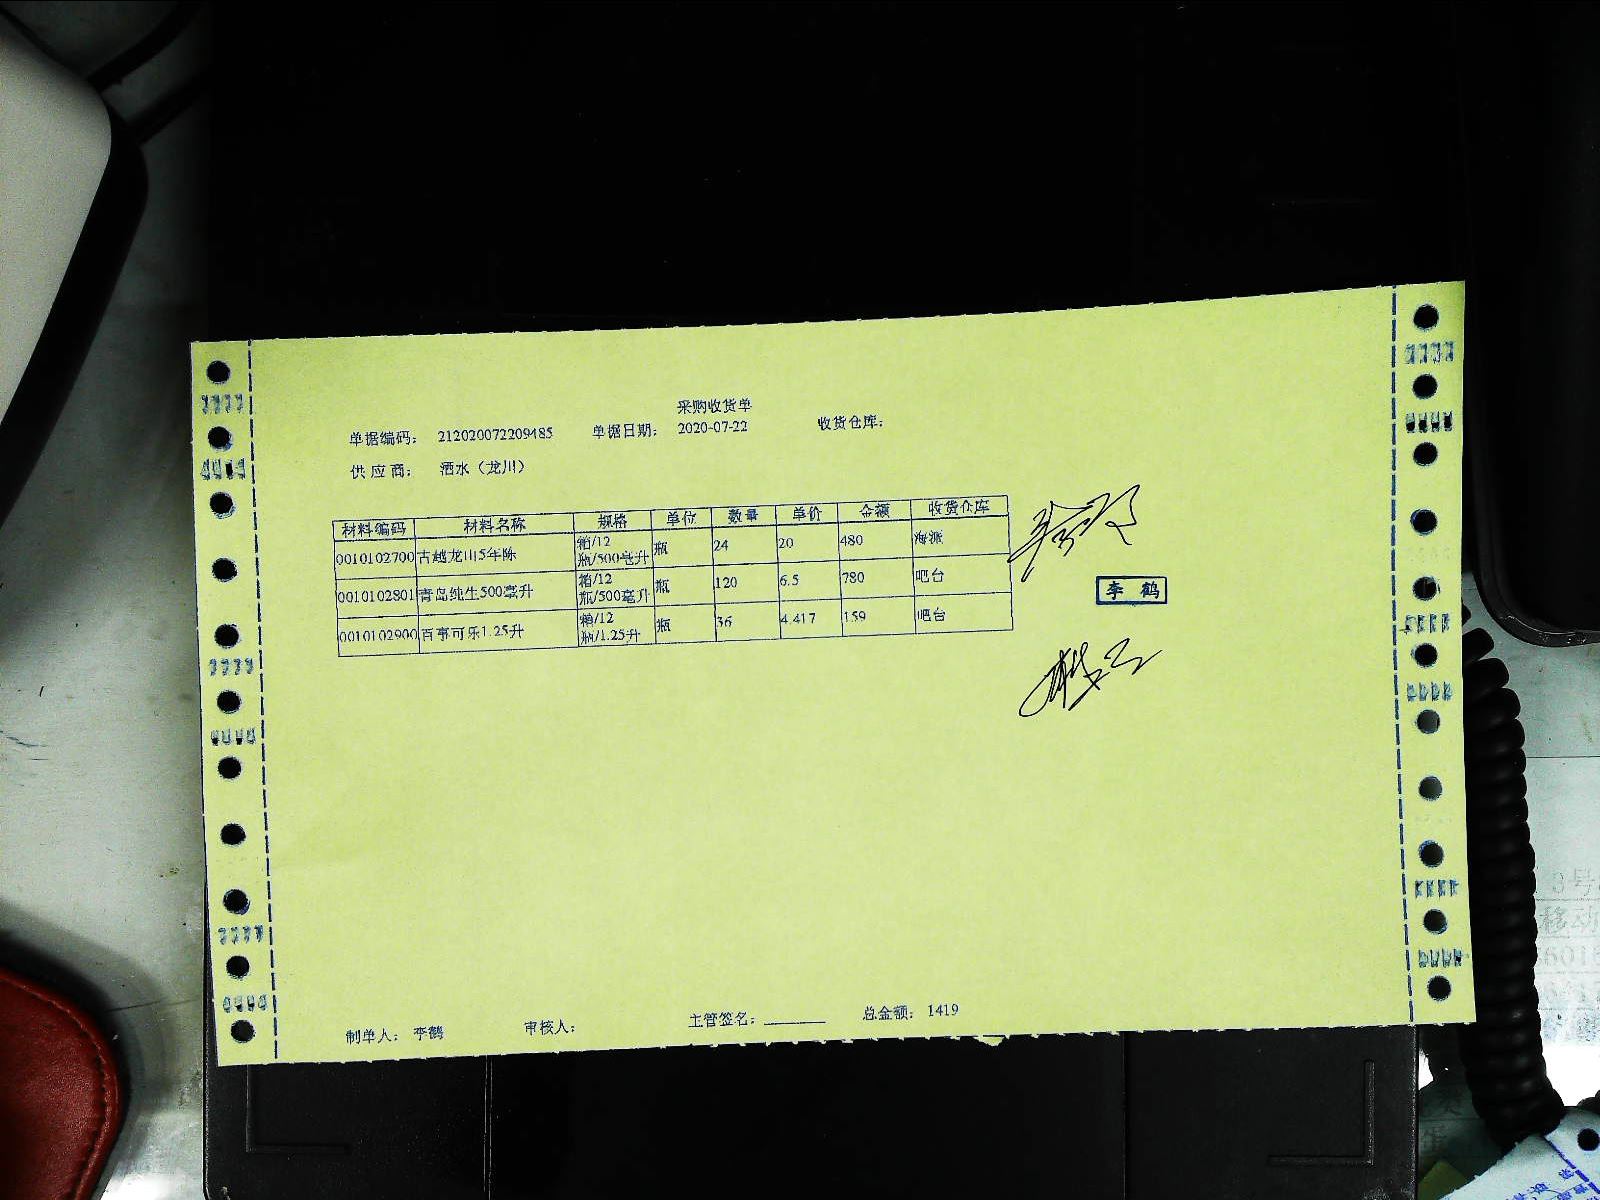 采购收货单
单据编码： 212020072209485 单据日期： 2020-07-22 收货仓库：
供应商： 酒水（龙川）
材料编码 材料名称 规格 单位 数量 单价 金额 收货仓库
0010102700 古越龙山5年陈 箱/12瓶/500毫升 瓶 24 20 480 海派
0010102801 青岛纯生500毫升 箱/12瓶/500毫升 瓶 120 6.5 780 吧台
0010102900 百事可乐1.25升 箱/12瓶/1.25升 瓶 36 4.417 159 吧台
李鹤
制单人： 李鹤 审核人： 主管签名：______ 总金额： 1419